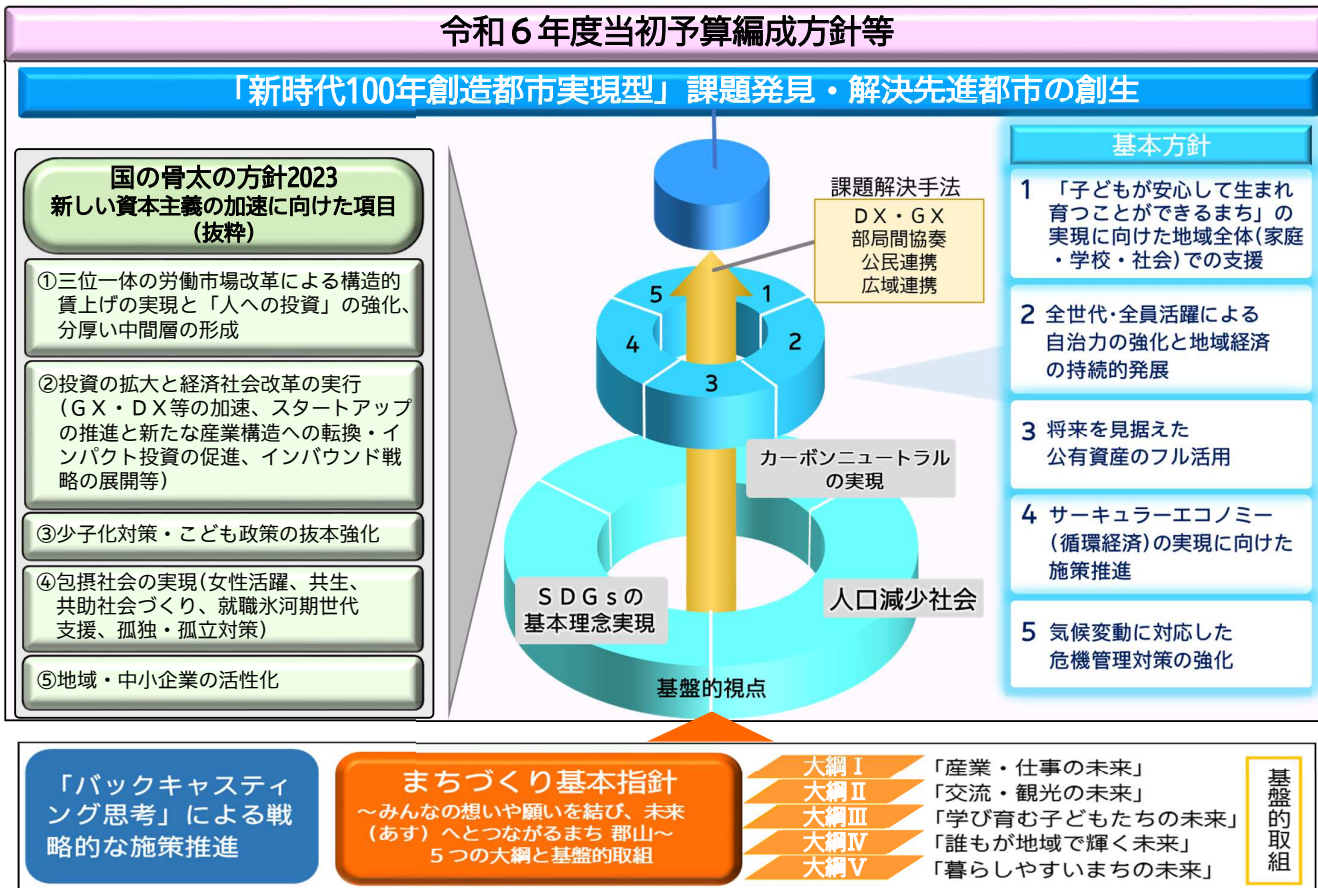 令和６年度当初予算編成方針等
「新時代100年創造都市実現型」課題発見・解決先進都市の創生
国の骨太の方針2023
新しい資本主義の加速に向けた項目
（抜粋）
①三位一体の労働市場改革による構造的
賃上げの実現と「人への投資」の強化、
分厚い中間層の形成
②投資の拡大と経済社会改革の実行
（ＧＸ・ＤＸ等の加速、スタートアップ
の推進と新たな産業構造への転換・イ
ンパクト投資の促進、インバウンド戦
略の展開等）
③少子化対策・こども政策の抜本強化
④包摂社会の実現(女性活躍、共生、
共助社会づくり、就職氷河期世代
支援、孤独・孤立対策）
⑤地域・中小企業の活性化
課題解決手法
ＤＸ・ＧＸ
部局間協奏
公民連携
広域連携
5
1
4
2
3
カーボンニュートラル
の実現
ＳＤＧｓの
基本理念実現
人口減少社会
基盤的視点
基本方針
1 「子どもが安心して生まれ
育つことができるまち」の
実現に向けた地域全体(家庭
・学校・社会)での支援
2 全世代・全員活躍による
自治力の強化と地域経済
の持続的発展
3 将来を見据えた
公有資産のフル活用
4 サーキュラーエコノミー
(循環経済)の実現に向けた
施策推進
5 気候変動に対応した
危機管理対策の強化
「バックキャスティ
ング思考」による戦
略的な施策推進
まちづくり基本指針
～みんなの想いや願いを結び、未来
（あす）へとつながるまち 郡山～
５つの大綱と基盤的取組
大綱Ⅰ 「産業・仕事の未来」
大綱Ⅱ 「交流・観光の未来」
大綱Ⅲ 「学び育む子どもたちの未来」
大綱Ⅳ 「誰もが地域で輝く未来」
大綱Ⅴ 「暮らしやすいまちの未来」
基盤的取組